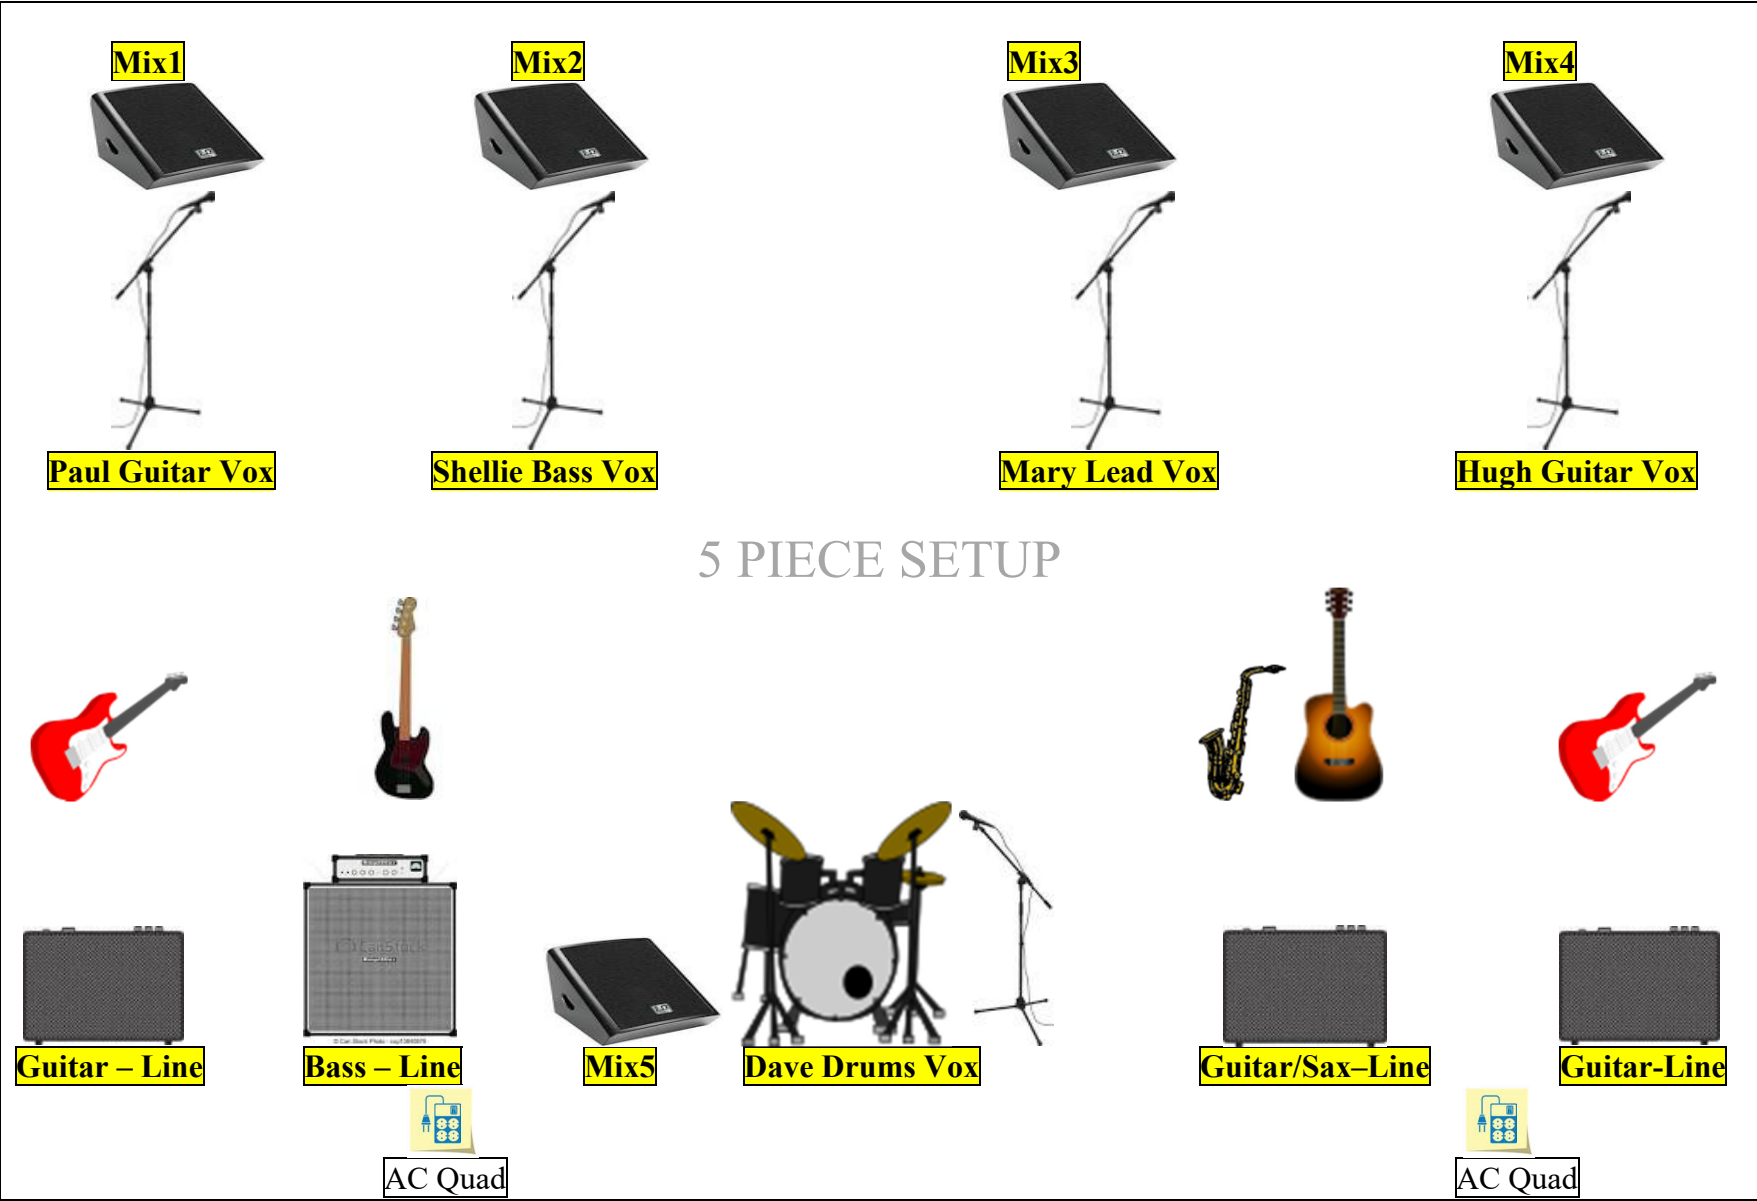 Mix1 Mix2 Mix3 Mix4
Paul Guitar Vox Shellie Bass Vox Mary Lead Vox Hugh Guitar Vox
5 PIECE SETUP
Guitar – Line Bass – Line Mix5 Dave Drums Vox Guitar/Sax–Line Guitar-Line
AC Quad AC Quad